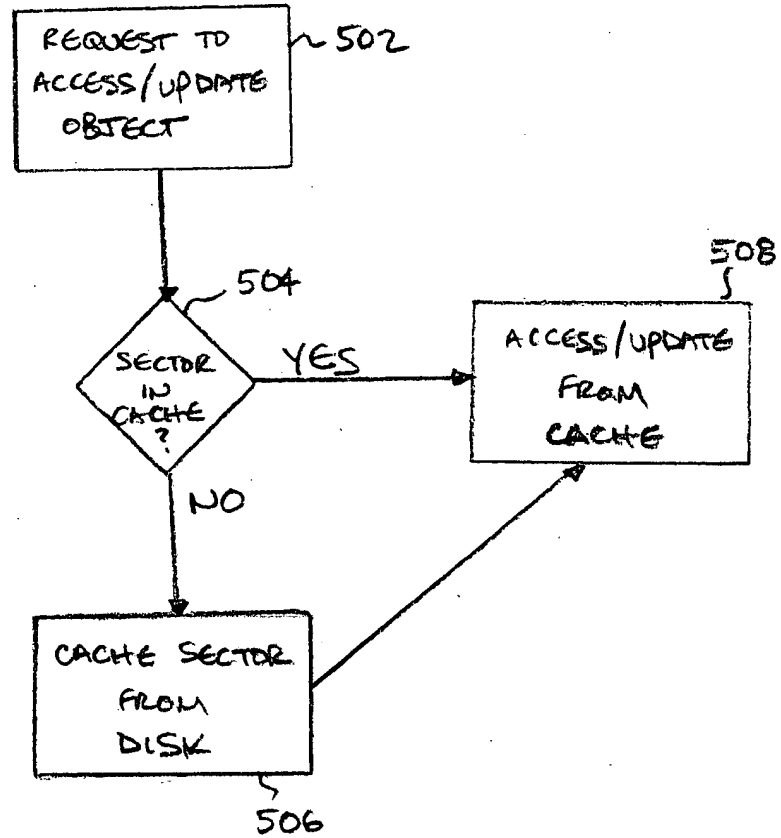 REQUEST TO
ACCESS/UPDATE
OBJECT
502
504
SECTOR
IN
CACHE
?
YES
508
ACCESS/UPDATE
FROM
CACHE
NO
CACHE SECTOR
FROM
DISK
506